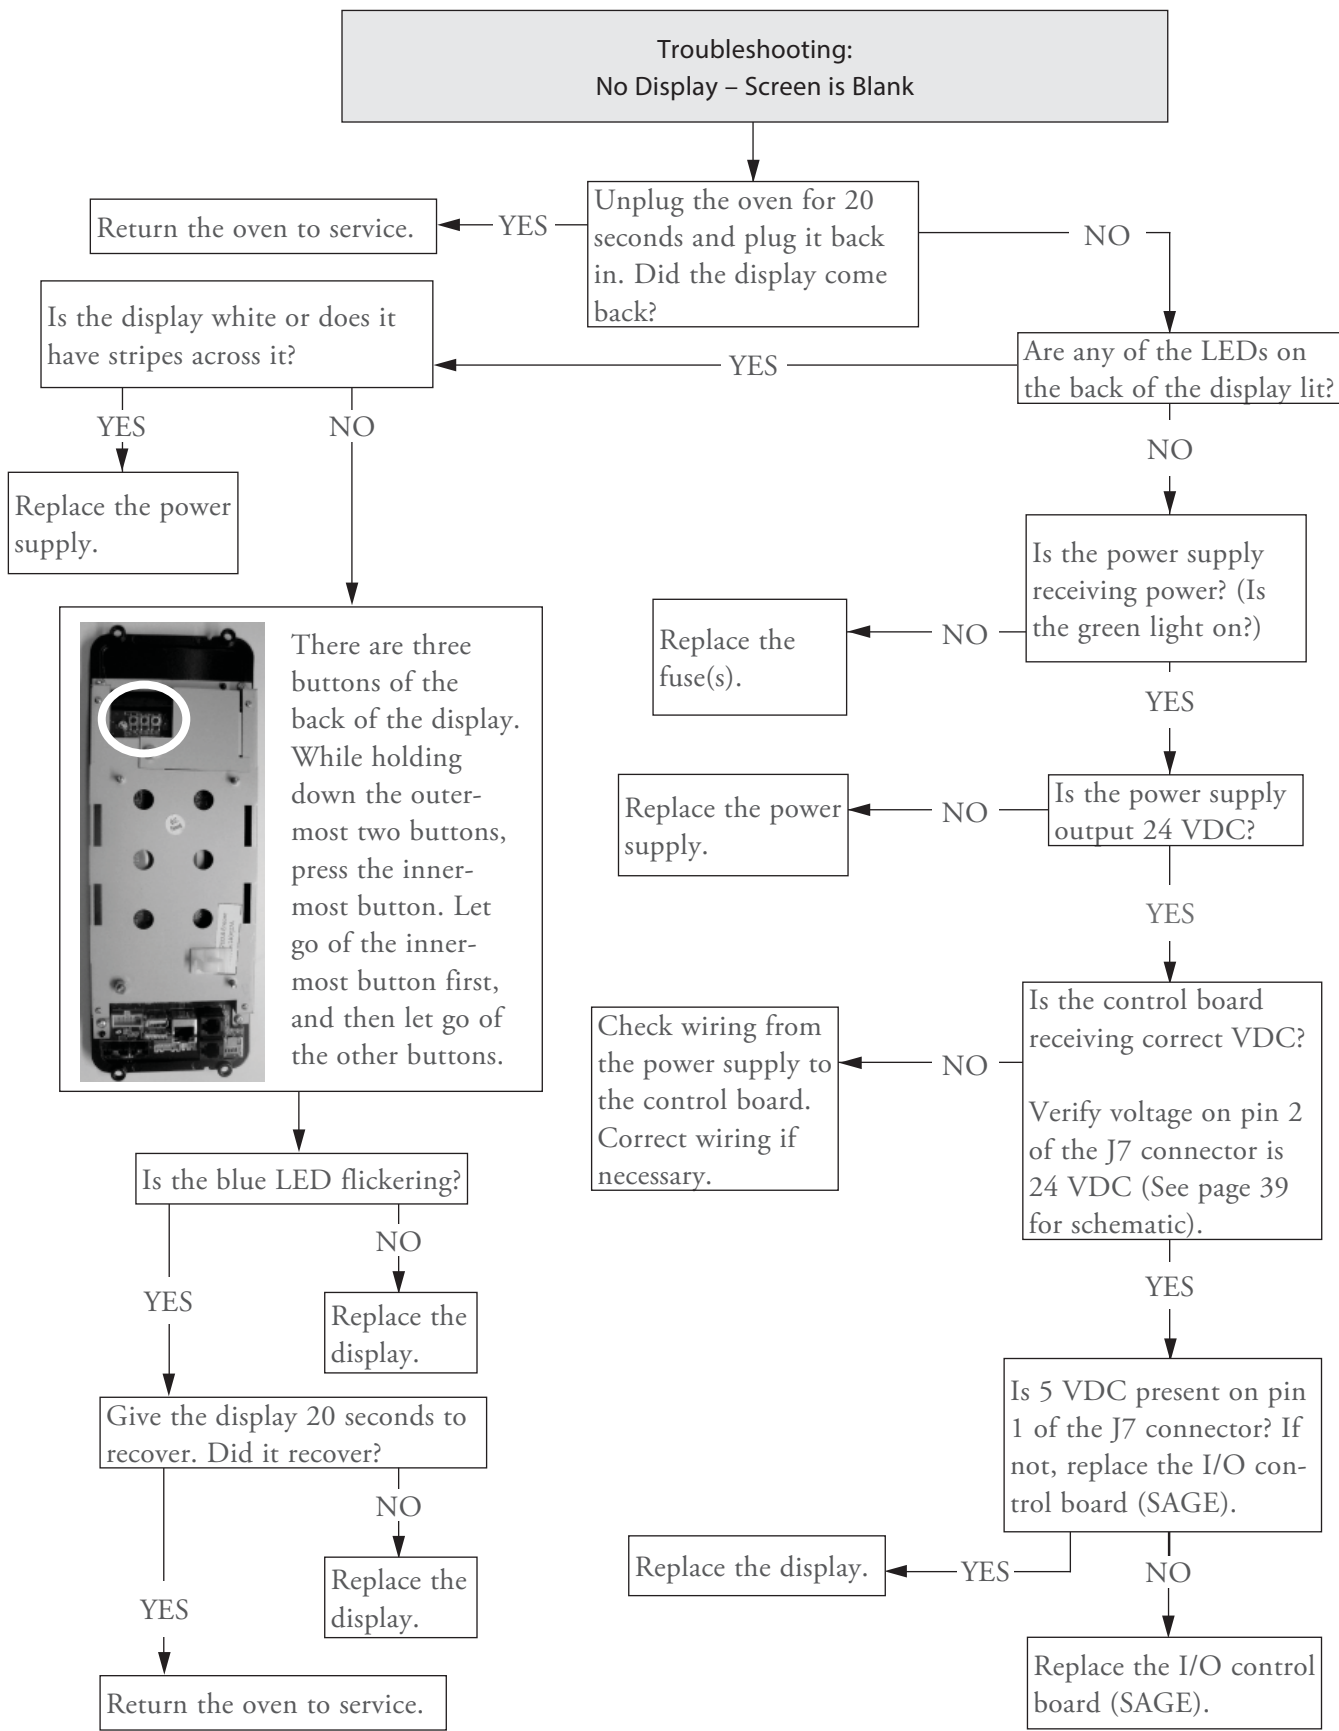 Troubleshooting:
No Display – Screen is Blank
Unplug the oven for 20
seconds and plug it back
in. Did the display come
back?
YES
Return the oven to service.
NO
Are any of the LEDs on
the back of the display lit?
YES
Is the display white or does it
have stripes across it?
YES
Replace the power
supply.
NO
There are three
buttons of the
back of the display.
While holding
down the outer-
most two buttons,
press the inner-
most button. Let
go of the inner-
most button first,
and then let go of
the other buttons.
Is the blue LED flickering?
NO
Replace the
display.
YES
Give the display 20 seconds to
recover. Did it recover?
NO
Replace the
display.
YES
Return the oven to service.
NO
Is the power supply
receiving power? (Is
the green light on?)
NO
Replace the
fuse(s).
YES
Is the power supply
output 24 VDC?
NO
Replace the power
supply.
YES
Is the control board
receiving correct VDC?
Verify voltage on pin 2
of the J7 connector is
24 VDC (See page 39
for schematic).
NO
Check wiring from
the power supply to
the control board.
Correct wiring if
necessary.
YES
Is 5 VDC present on pin
1 of the J7 connector? If
not, replace the I/O con-
trol board (SAGE).
YES
Replace the display.
NO
Replace the I/O control
board (SAGE).